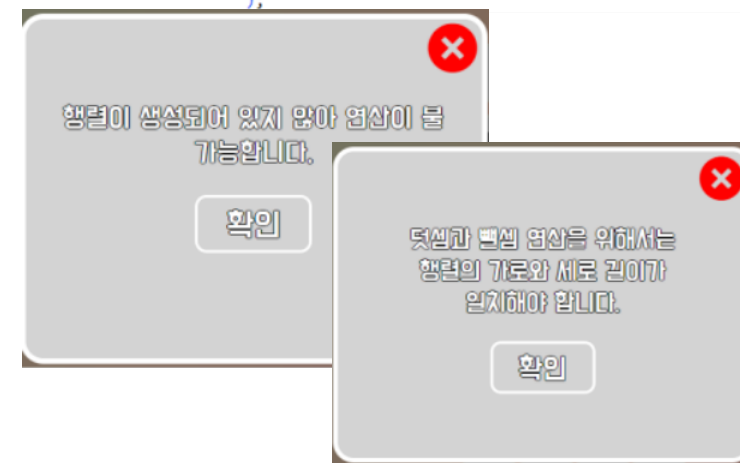 );
행렬이 생성되어 있지 않아 연산이 불
가능합니다.
확인
덧셈과 뺄셈 연산을 위해서는
행렬의 가로와 세로 길이가
일치해야 합니다.
확인